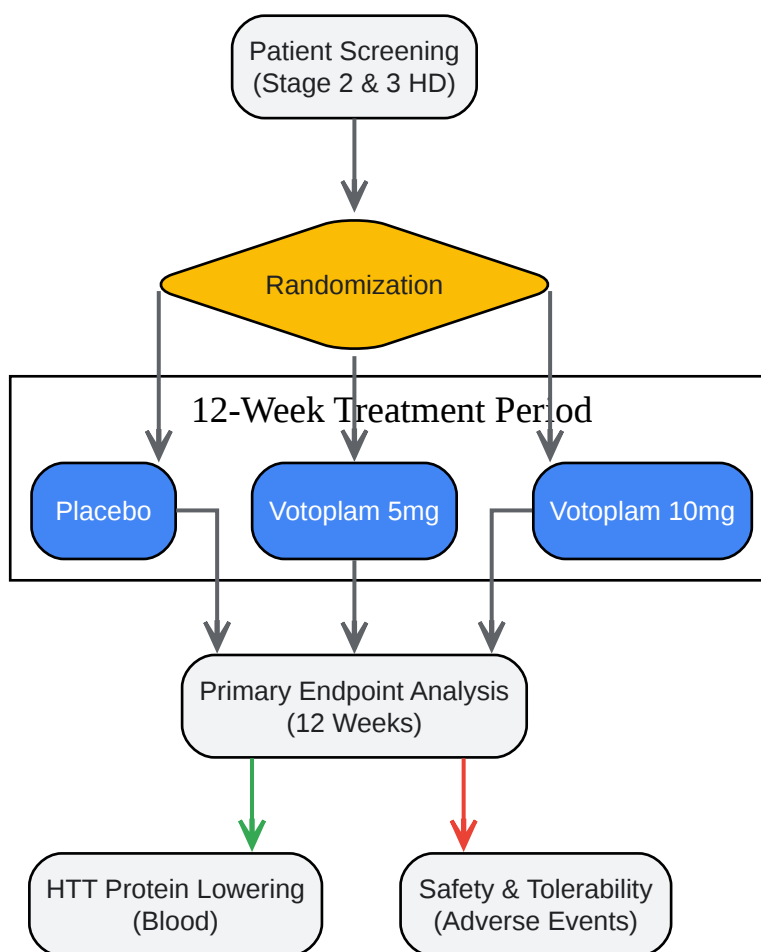 Patient Screening
(Stage 2 & 3 HD)
Randomization
12-Week Treatment Period
Placebo
Votoplam 5mg
Votoplam 10mg
Primary Endpoint Analysis
(12 Weeks)
HTT Protein Lowering
(Blood)
Safety & Tolerability
(Adverse Events)